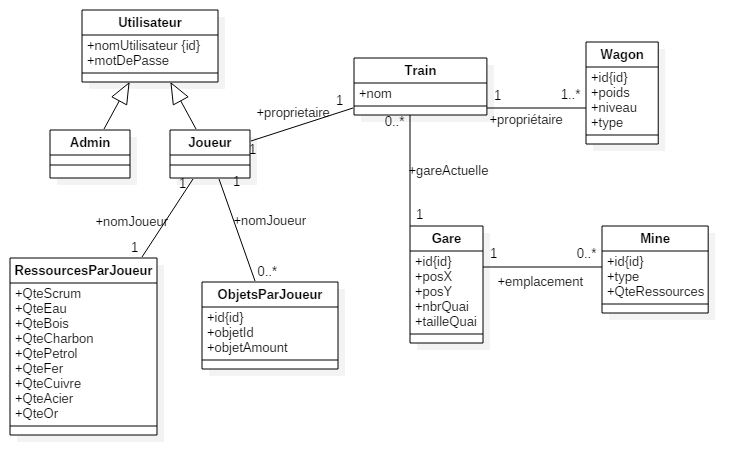 Utilisateur
+nomUtilisateur {id}
+motDePasse
Admin
Joueur
Train
+nom
Wagon
+id{id}
+poids
+niveau
+type
1
+proprietaire
1
1
1..*
+propriétaire
0..*
+gareActuelle
1
1
+nomJoueur
1
1
+nomJoueur
0..*
RessourcesParJoueur
+QteScrum
+QteEau
+QteBois
+QteCharbon
+QtePetrol
+QteFer
+QteCuivre
+QteAcier
+QteOr
ObjetsParJoueur
+id{id}
+objetId
+objetAmount
Gare
+id{id}
+posX
+posY
+nbrQuai
+tailleQuai
1
0..*
+emplacement
Mine
+id{id}
+type
+QteRessources